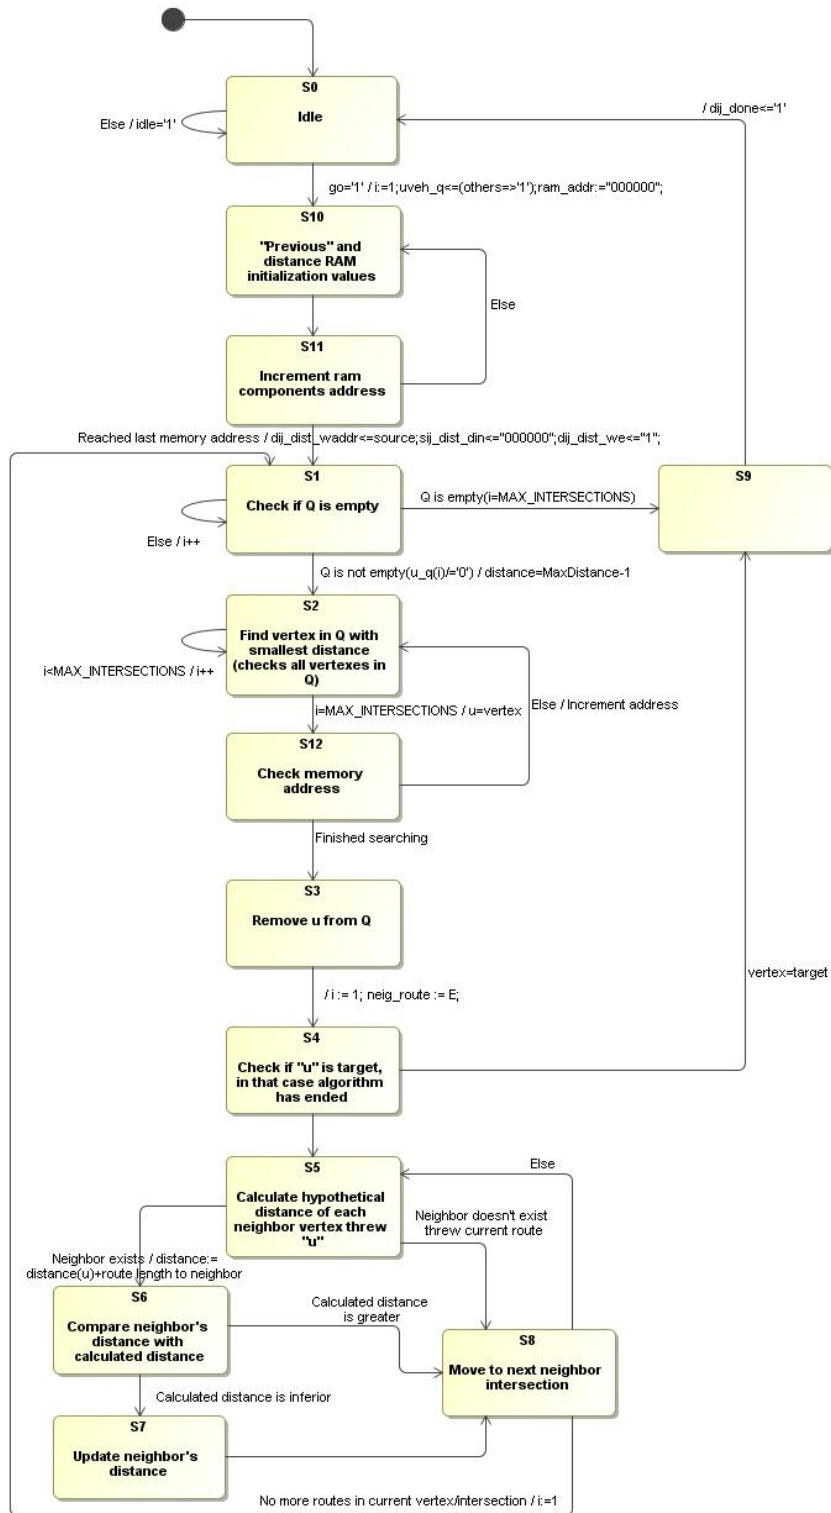 S0
Idle
Else / idle='1'
/ dij_done<='1'
go='1' / i:=1;uveh_q<=(others=>'1');ram_addr:="000000";
S10
"Previous" and
distance RAM
initialization values
Else
S11
Increment ram
components address
Reached last memory address / dij_dist_waddr<=source;sij_dist_din<="000000";dij_dist_we<="1";
S1
Check if Q is empty
Else / i++
Q is empty(i=MAX_INTERSECTIONS)
S9
Q is not empty(u_q(i)/='0') / distance=MaxDistance-1
S2
Find vertex in Q with
smallest distance
(checks all vertexes in
Q)
i<MAX_INTERSECTIONS / i++
i=MAX_INTERSECTIONS / u=vertex
Else / Increment address
S12
Check memory
address
Finished searching
S3
Remove u from Q
/ i := 1; neig_route := E;
vertex=target
S4
Check if "u" is target,
in that case algorithm
has ended
S5
Calculate hypothetical
distance of each
neighbor vertex threw
"u"
Else
Neighbor doesn't exist
threw current route
Neighbor exists / distance:=
distance(u)+route length to neighbor
S6
Compare neighbor's
distance with
calculated distance
Calculated distance
is greater
S8
Move to next neighbor
intersection
Calculated distance is inferior
S7
Update neighbor's
distance
No more routes in current vertex/intersection / i:=1